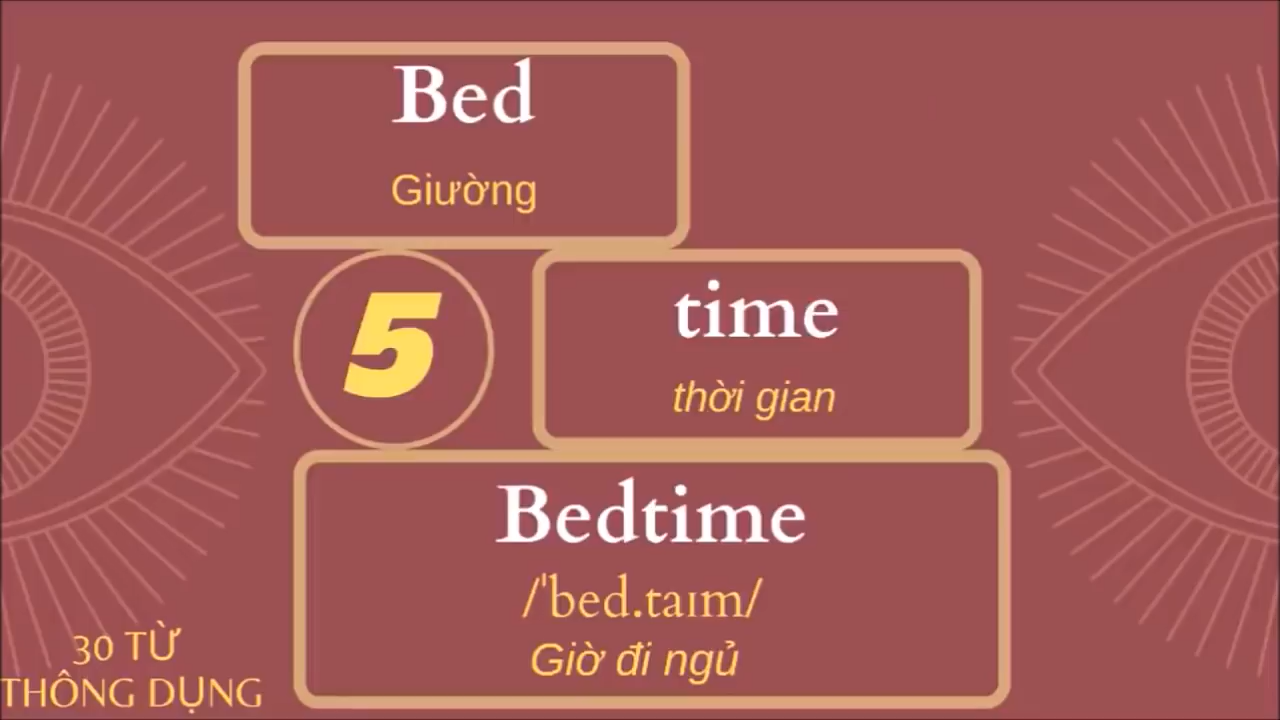 Bed
Giường
5
time
thời gian
Bedtime
/ˈbed.taɪm/
Giờ đi ngủ
30 TỪ
THÔNG DỤNG